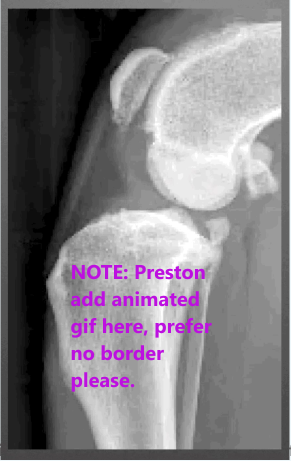 NOTE: Preston
add animated
gif here, prefer
no border
please.